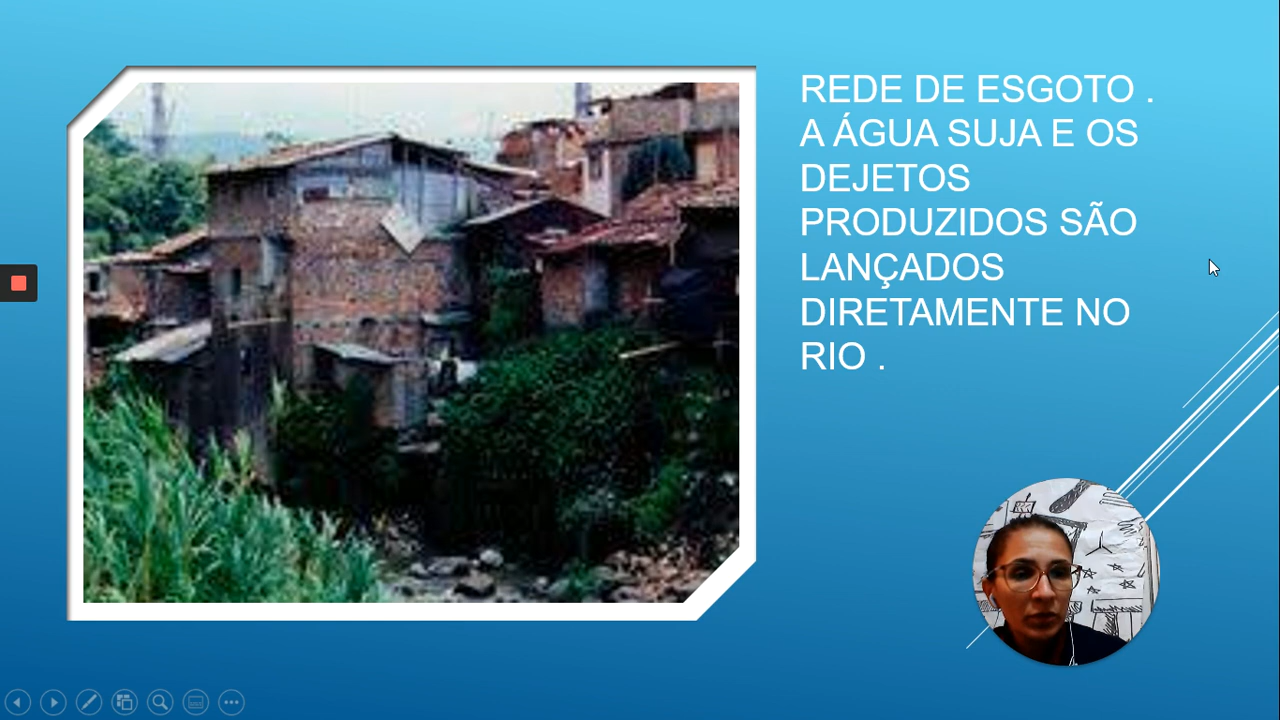 REDE DE ESGOTO .
A ÁGUA SUJA E OS
DEJETOS
PRODUZIDOS SÃO
LANÇADOS
DIRETAMENTE NO
RIO .